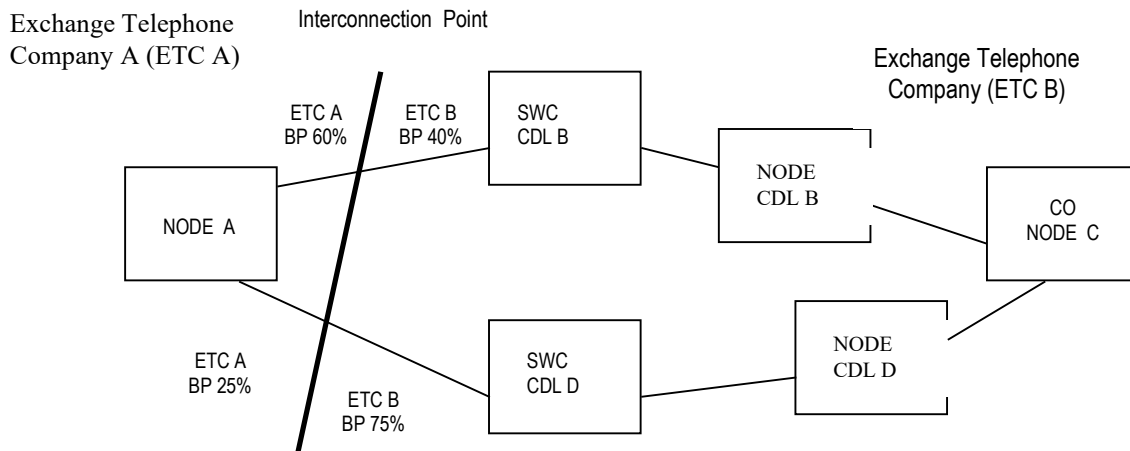 Exchange Telephone
Company A (ETC A)
Interconnection Point
Exchange Telephone
Company (ETC B)
ETC A
BP 60%
ETC B
BP 40%
SWC
CDL B
NODE
CDL B
NODE A
CO
NODE C
ETC A
BP 25%
ETC B
BP 75%
SWC
CDL D
NODE
CDL D